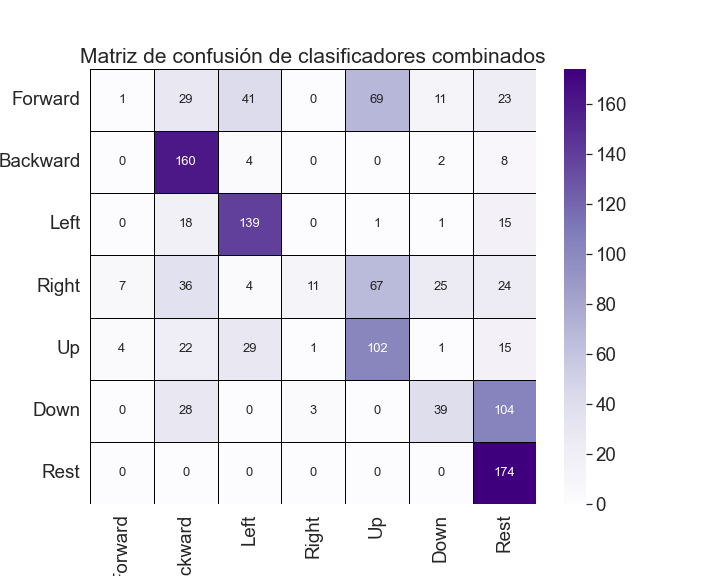 Matriz de confusión de clasificadores combinados
Forward 1 29 41 0 69 11 23
Backward 0 160 4 0 0 2 8
Left 0 18 139 0 1 1 15
Right 7 36 4 11 67 25 24
Up 4 22 29 1 102 1 15
Down 0 28 0 3 0 39 104
Rest 0 0 0 0 0 0 174
Forward ckward Left Right Up Down Rest
160
140
120
100
80
60
40
20
0